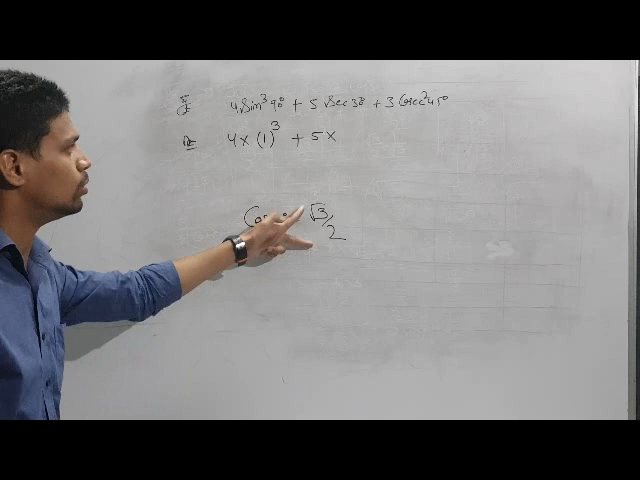 4 Sin³ 90° + 5 Sec 30° + 3 Cosec² 45°
4 × (1)³ + 5 ×
√3/2